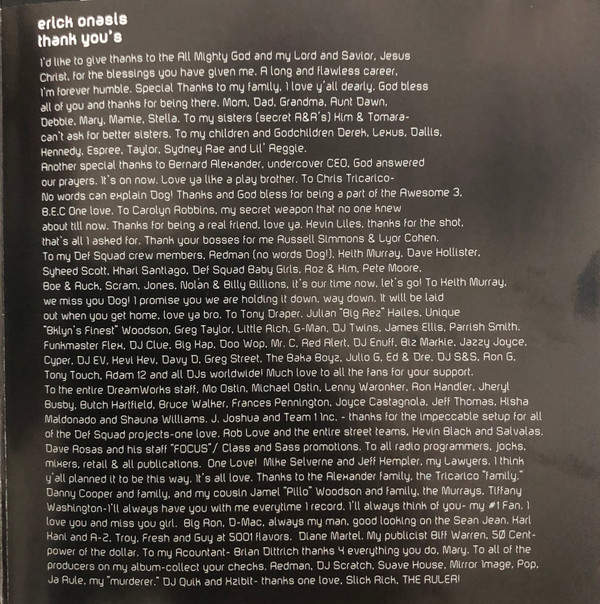 erick onasis
thank you's
I'd like to give thanks to the All Mighty God and my Lord and Savior, Jesus
Christ, for the blessings you have given me. A long and flawless career,
I'm forever humble. Special Thanks to my family, I love y'all dearly. God bless
all of you and thanks for being there. Mom, Dad, Grandma, Aunt Dawn,
Debbie, Mary, Mamie, Stella. To my sisters (secret A&R's) Kim & Tomara-
can't ask for better sisters. To my children and Godchildren Derek, Lexus, Dallis,
Kennedy, Espree, Taylor, Sydney Rae and Lil' Reggie.
Another special thanks to Bernard Alexander, undercover CEO, God answered
our prayers. It's on now. Love ya like a play brother. To Chris Tricarico-
No words can explain Dog! Thanks and God bless for being a part of the Awesome 3,
B.E.C One love. To Carolyn Robbins, my secret weapon that no one knew
about till now. Thanks for being a real friend, love ya. Kevin Liles, thanks for the shot,
that's all I asked for. Thank your bosses for me Russell Simmons & Lyor Cohen.
To my Def Squad crew members, Redman (no words Dog!), Keith Murray, Dave Hollister,
Syheed Scott, Khari Santiago, Def Squad Baby Girls, Roz & Kim, Pete Moore,
Boe & Ruck, Scram, Jones, Nolan & Billy Billions, it's our time now, let's go! To Keith Murray,
we miss you Dog! I promise you we are holding it down, way down. It will be laid
out when you get home, love ya bro. To Tony Draper. Julian "Big Rez" Halles, Unique
"Bklyn's Finest" Woodson, Greg Taylor, Little Rich, G-Man, DJ Twins, James Ellis, Parrish Smith.
Funkmaster Flex, DJ Clue, Big Kap, Doo Wop, Mr. C, Red Alert, DJ Enuff, Biz Markie, Jazzy Joyce,
Cyper, DJ EV, Kevi Kev, Davy D, Greg Street, The Baka Boyz, Julio G, Ed & Dre, DJ S&S, Ron G,
Tony Touch, Adam 12 and all DJs worldwide! Much love to all the fans for your support.
To the entire DreamWorks staff, Mo Ostin, Michael Ostin, Lenny Waronker, Ron Handler, Jheryl
Busby, Butch Hartfield, Bruce Walker, Frances Pennington, Joyce Castagnola, Jeff Thomas, Kisha
Maldonado and Shauna Williams. J. Joshua and Team 1 Inc. - thanks for the impeccable setup for all
of the Def Squad projects-one love. Rob Love and the entire street teams, Kevin Black and Salvalas.
Dave Rosas and his staff "FOCUS"/ Class and Sass promotions. To all radio programmers, jocks,
mixers, retail & all publications. One Love! Mike Selverne and Jeff Kempler, my Lawyers, I think
y'all planned it to be this way. It's all love. Thanks to the Alexander family, the Tricarico "family."
Danny Cooper and family, and my cousin Jamel "Pillo" Woodson and family, the Murrays. Tiffany
Washington-I'll always have you with me everytime I record. I'll always think of you- my #1 Fan. I
love you and miss you girl. Big Ron, D-Mac, always my man, good looking on the Sean Jean. Karl
Kani and A-2, Troy, Fresh and Guy at 5001 flavors. Diane Martel. My publicist Biff Warren, 50 Cent-
power of the dollar. To my Acountant- Brian Dittrich thanks 4 everything you do, Mary. To all of the
producers on my album-collect your checks. Redman, DJ Scratch, Suave House, Mirror Image, Pop,
Ja Rule, my "murderer," DJ Quik and Xzibit- thanks one love, Slick Rick, THE RULER!